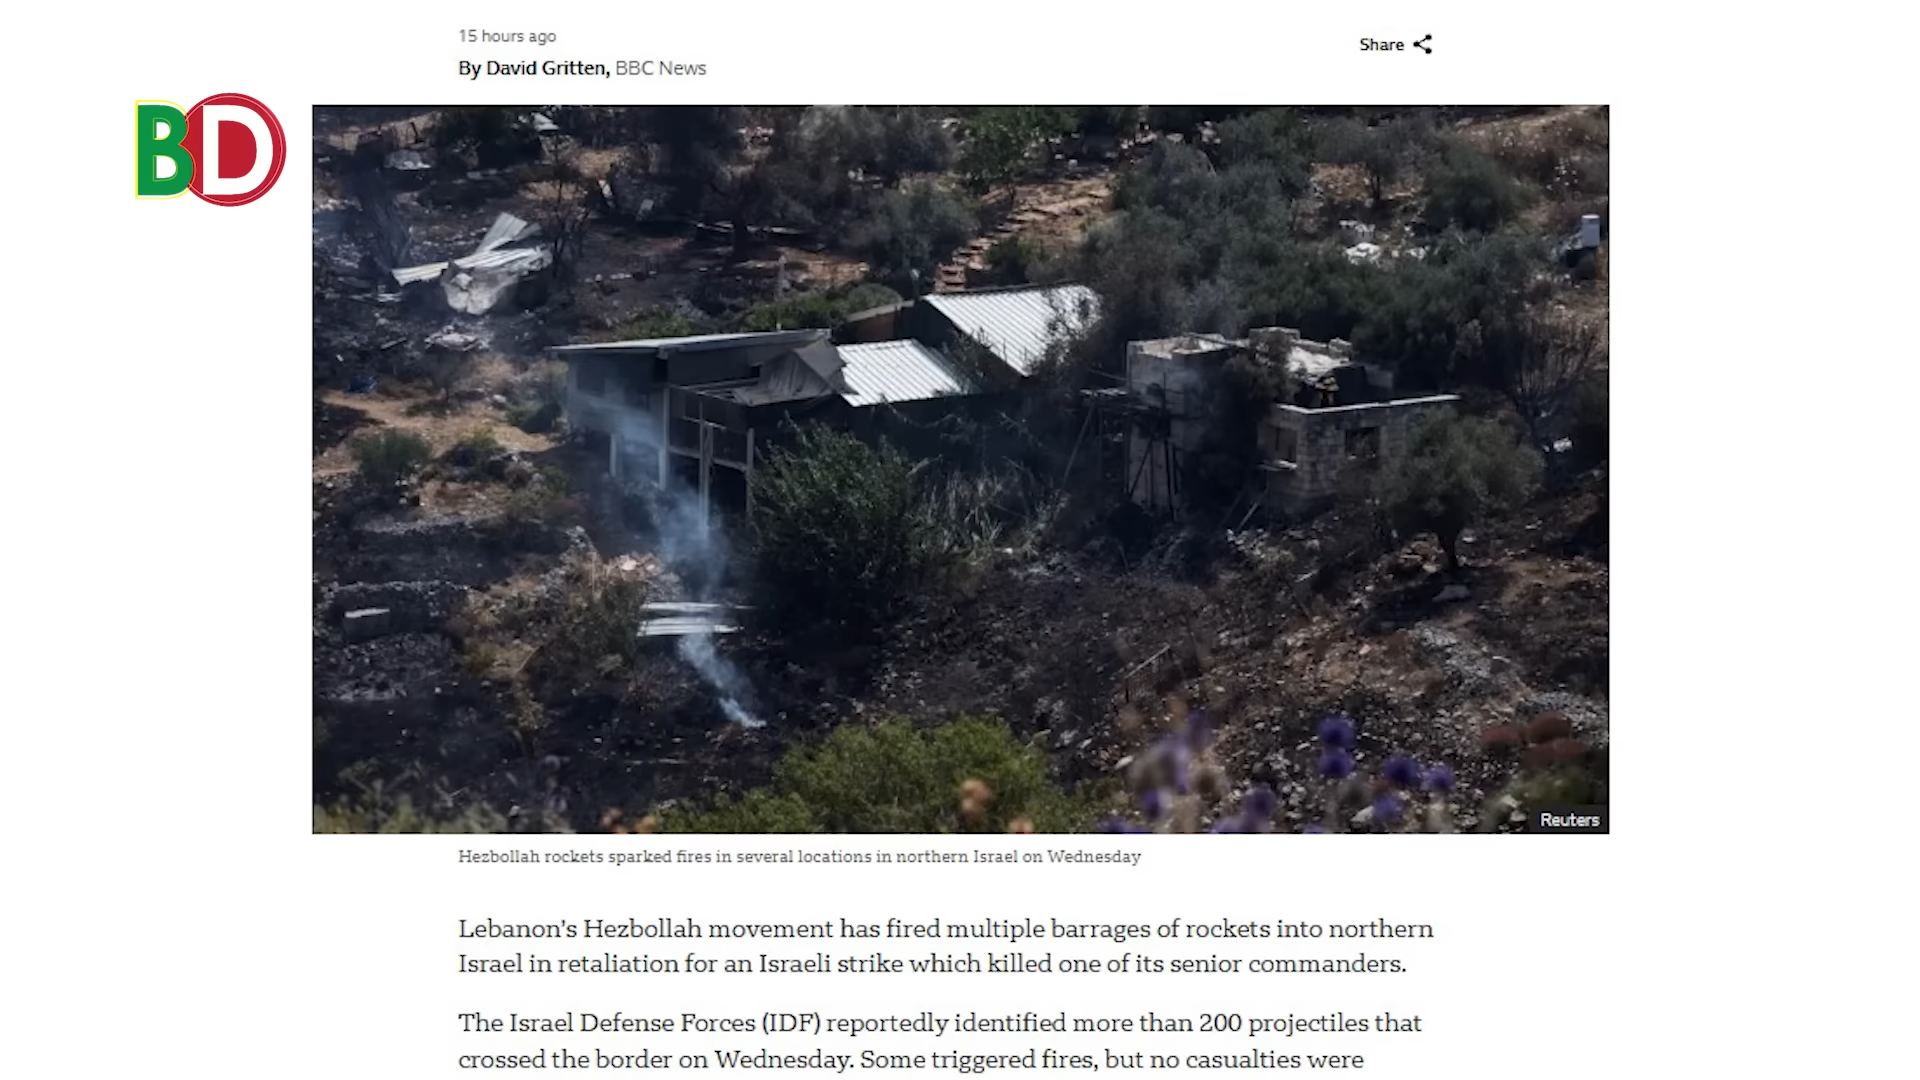 15 hours ago
Share
By David Gritten, BBC News
BD
Reuters
Hezbollah rockets sparked fires in several locations in northern Israel on Wednesday
Lebanon's Hezbollah movement has fired multiple barrages of rockets into northern
Israel in retaliation for an Israeli strike which killed one of its senior commanders.
The Israel Defense Forces (IDF) reportedly identified more than 200 projectiles that
crossed the border on Wednesday. Some triggered fires, but no casualties were